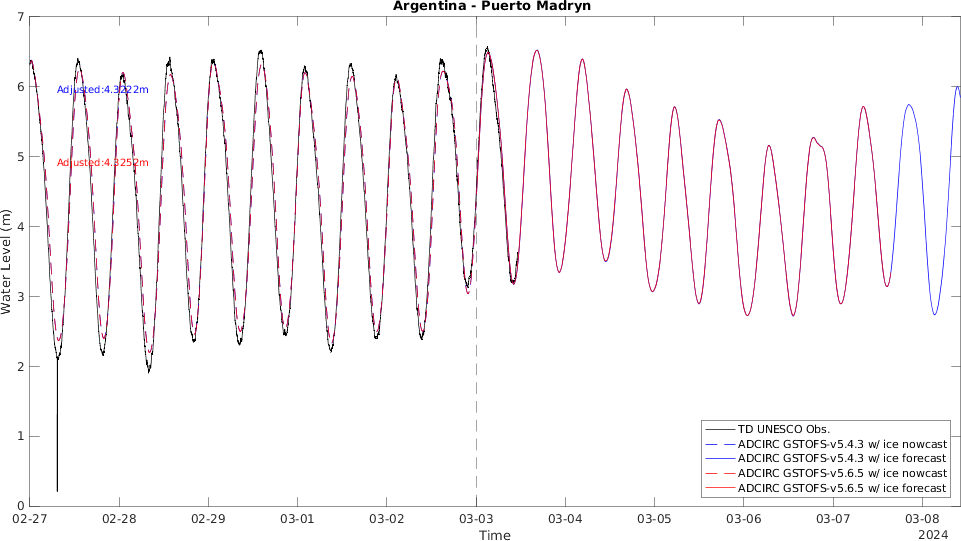 Argentina - Puerto Madryn
7
6
5
4
3
2
1
0
Water Level (m)
Adjusted:4.3222m
Adjusted:4.3252m
TD UNESCO Obs.
ADCIRC GSTOFS-v5.4.3 w/ ice nowcast
ADCIRC GSTOFS-v5.4.3 w/ ice forecast
ADCIRC GSTOFS-v5.6.5 w/ ice nowcast
ADCIRC GSTOFS-v5.6.5 w/ ice forecast
02-27 02-28 02-29 03-01 03-02 03-03 03-04 03-05 03-06 03-07 03-08
Time
2024